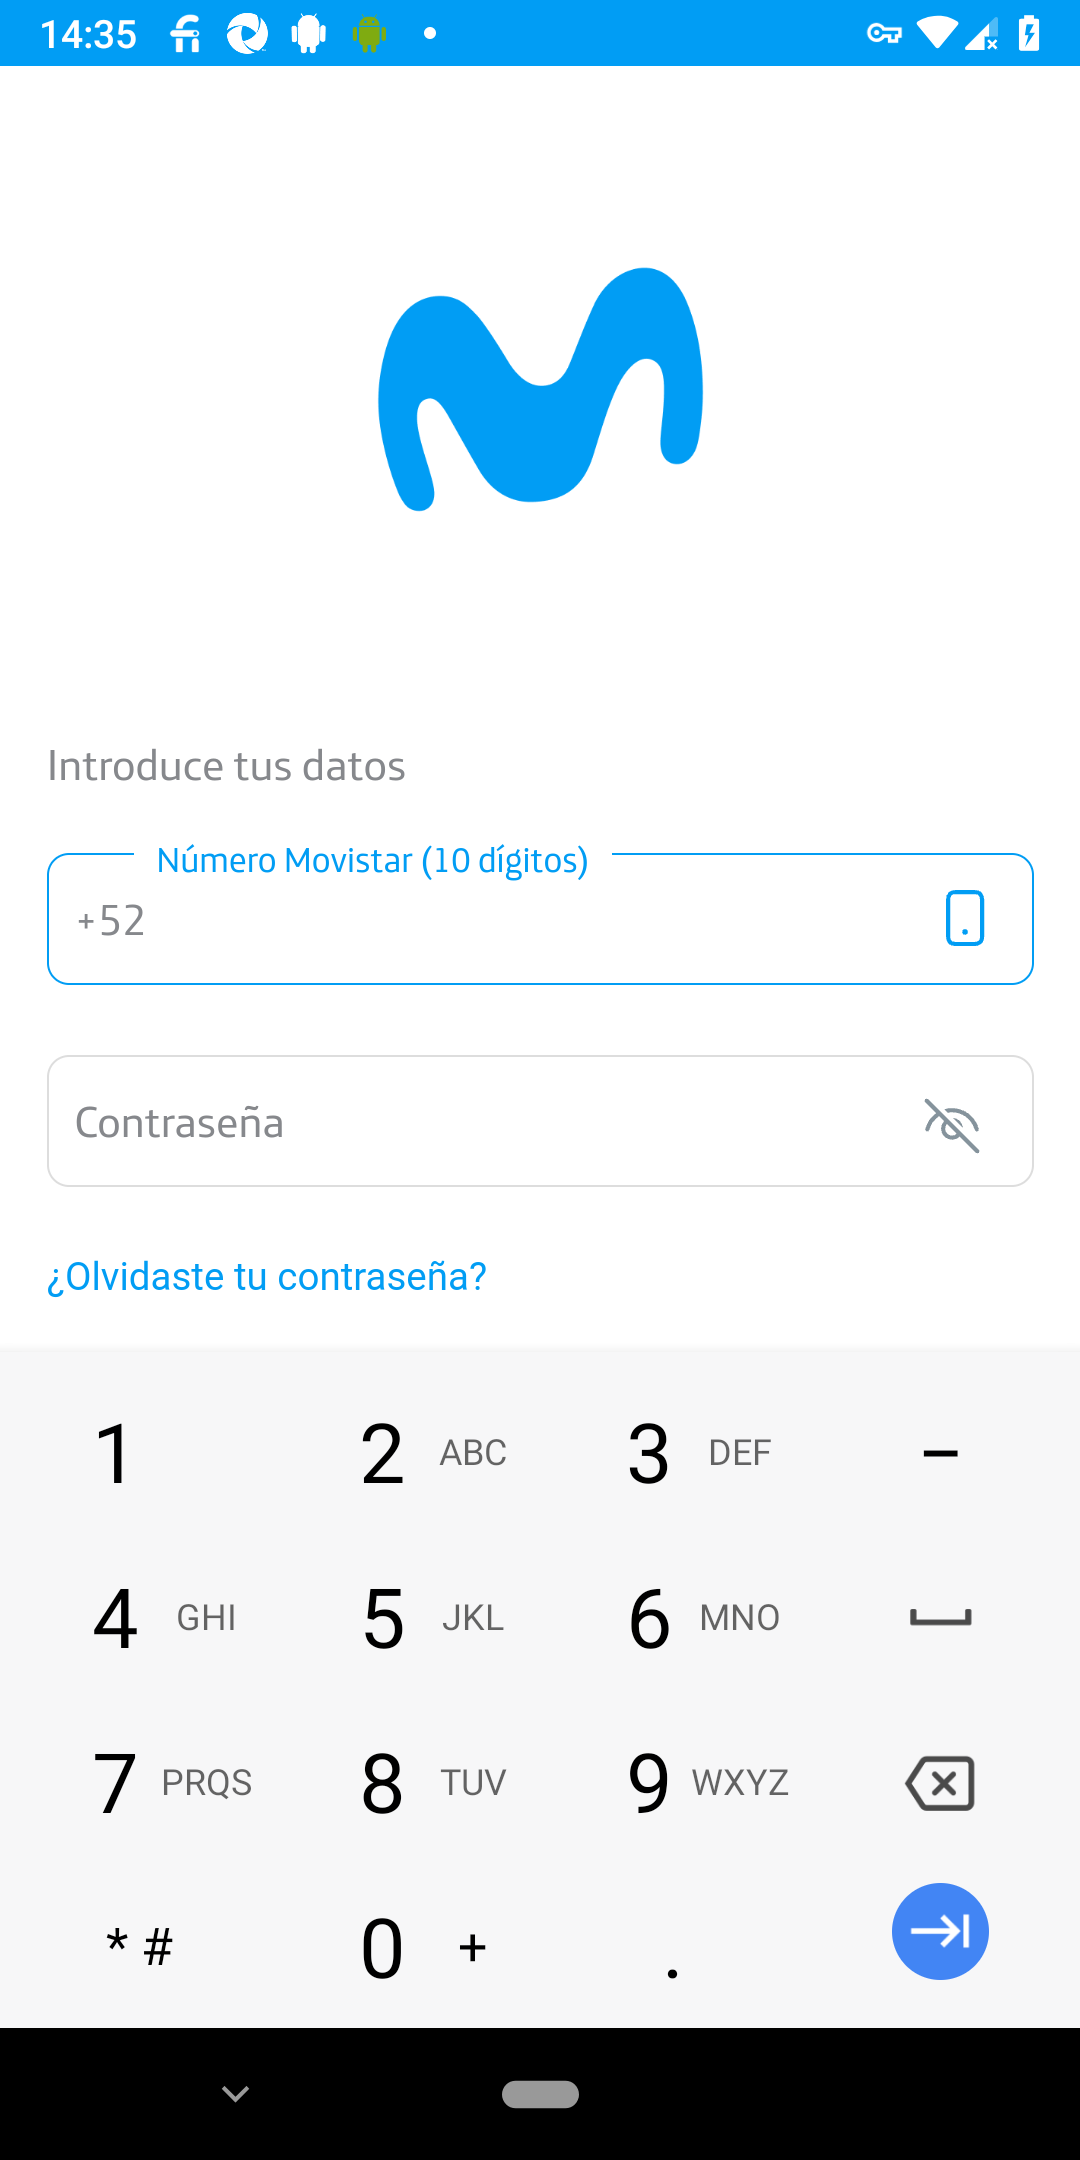 14:35
Introduce tus datos
Número Movistar (10 dígitos)
+52
Contraseña
¿Olvidaste tu contraseña?
1 2 ABC 3 DEF –
4 GHI 5 JKL 6 MNO
7 PRQS 8 TUV 9 WXYZ
* # 0 + .